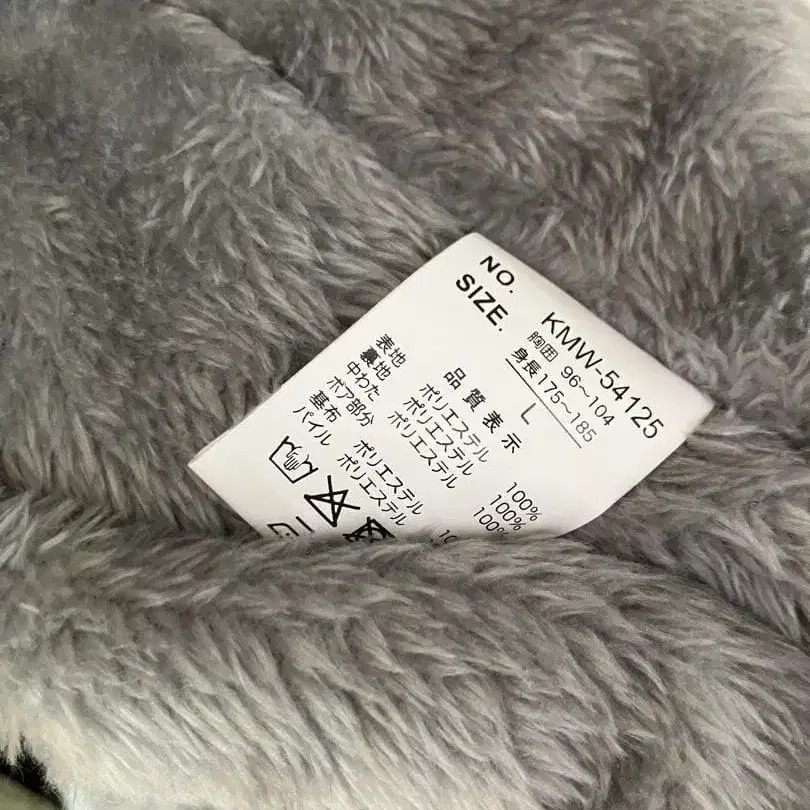 NO. KMW-54125
SIZE. 胸囲 96～104
身長175～185
L
品質表示
表地 ポリエステル 100%
裏地 ポリエステル 100%
中わた ポリエステル 100%
ボア部分
基布 ポリエステル
パイル ポリエステル